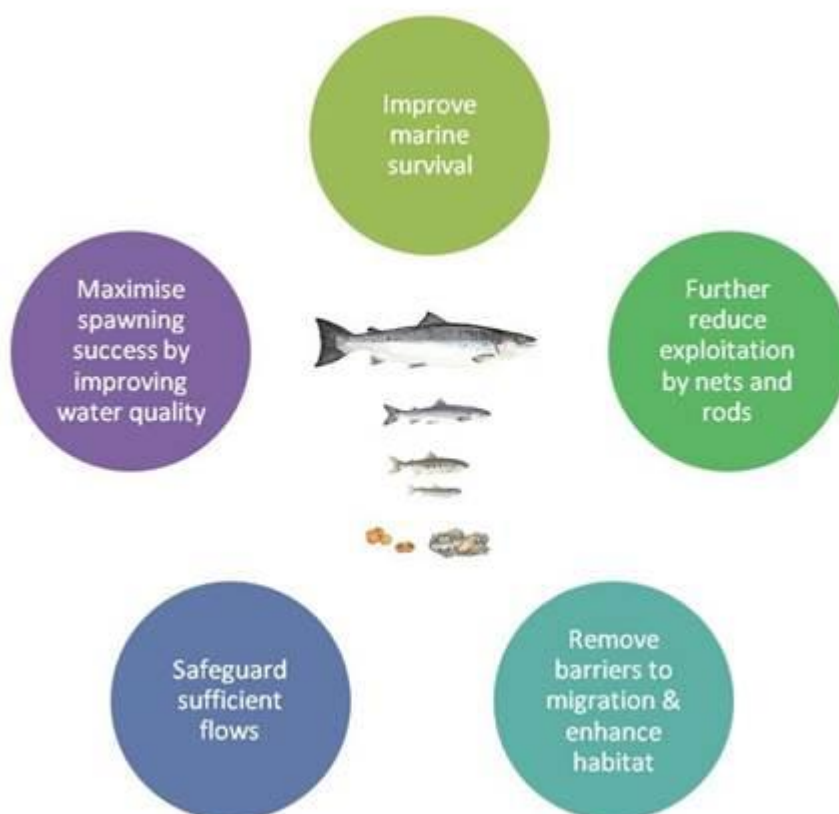 Improve
marine
survival
Maximise
spawning
success by
improving
water quality
Further
reduce
exploitation
by nets and
rods
Safeguard
sufficient
flows
Remove
barriers to
migration &
enhance
habitat